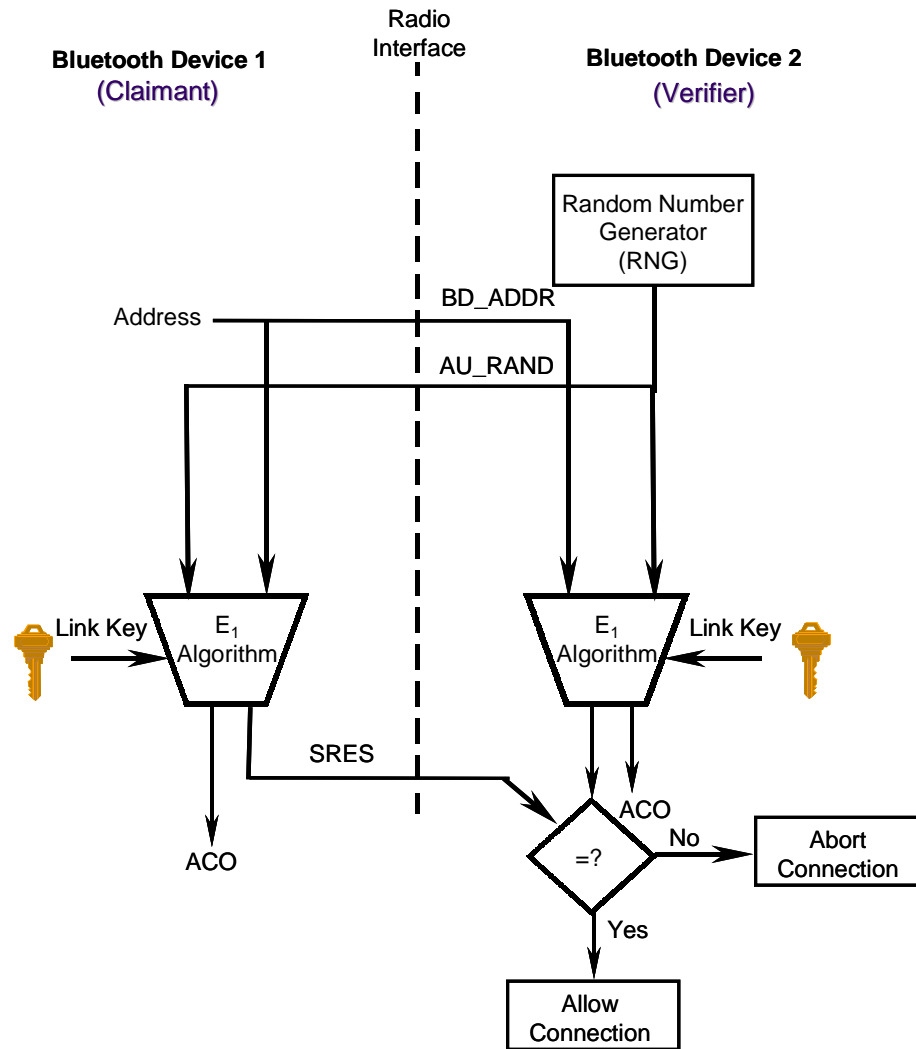 Radio
Interface
Bluetooth Device 1
(Claimant)
Bluetooth Device 2
(Verifier)
Random Number
Generator
(RNG)
BD_ADDR
Address
AU_RAND
Link Key
E1
Algorithm
E1
Algorithm
Link Key
SRES
ACO
ACO
=?
No
Abort
Connection
Yes
Allow
Connection